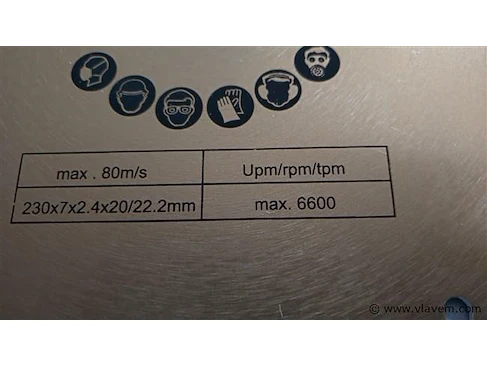 max . 80m/s
Upm/rpm/tpm
230x7x2.4x20/22.2mm
max. 6600
© www.vlavem.com